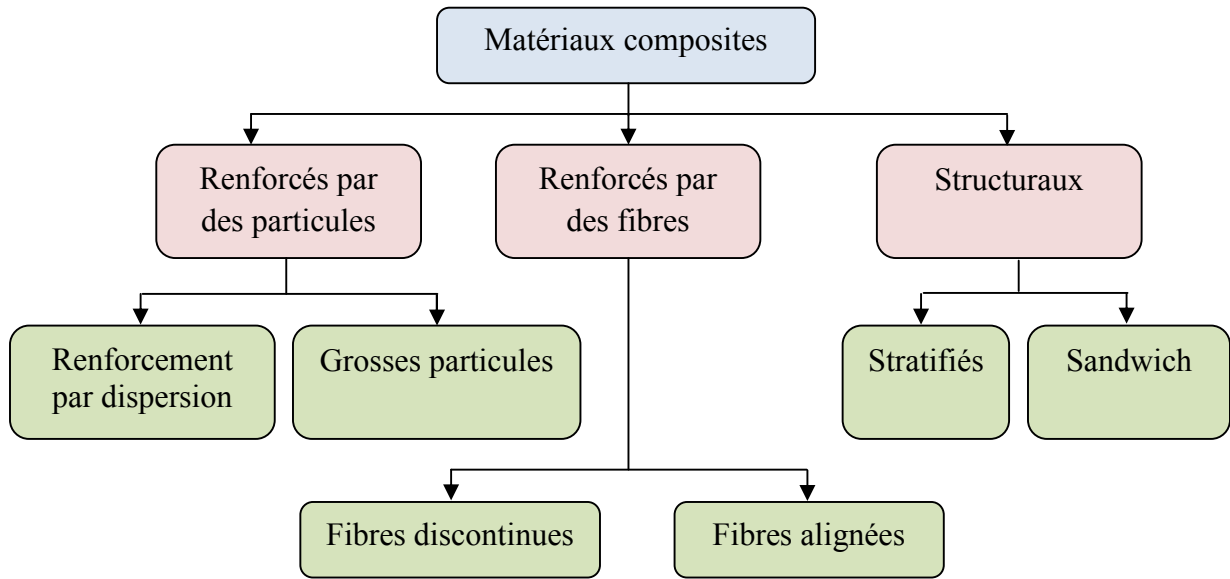 Matériaux composites
Renforcés par
des particules
Renforcés par
des fibres
Structuraux
Renforcement
par dispersion
Grosses particules
Stratifiés
Sandwich
Fibres discontinues
Fibres alignées